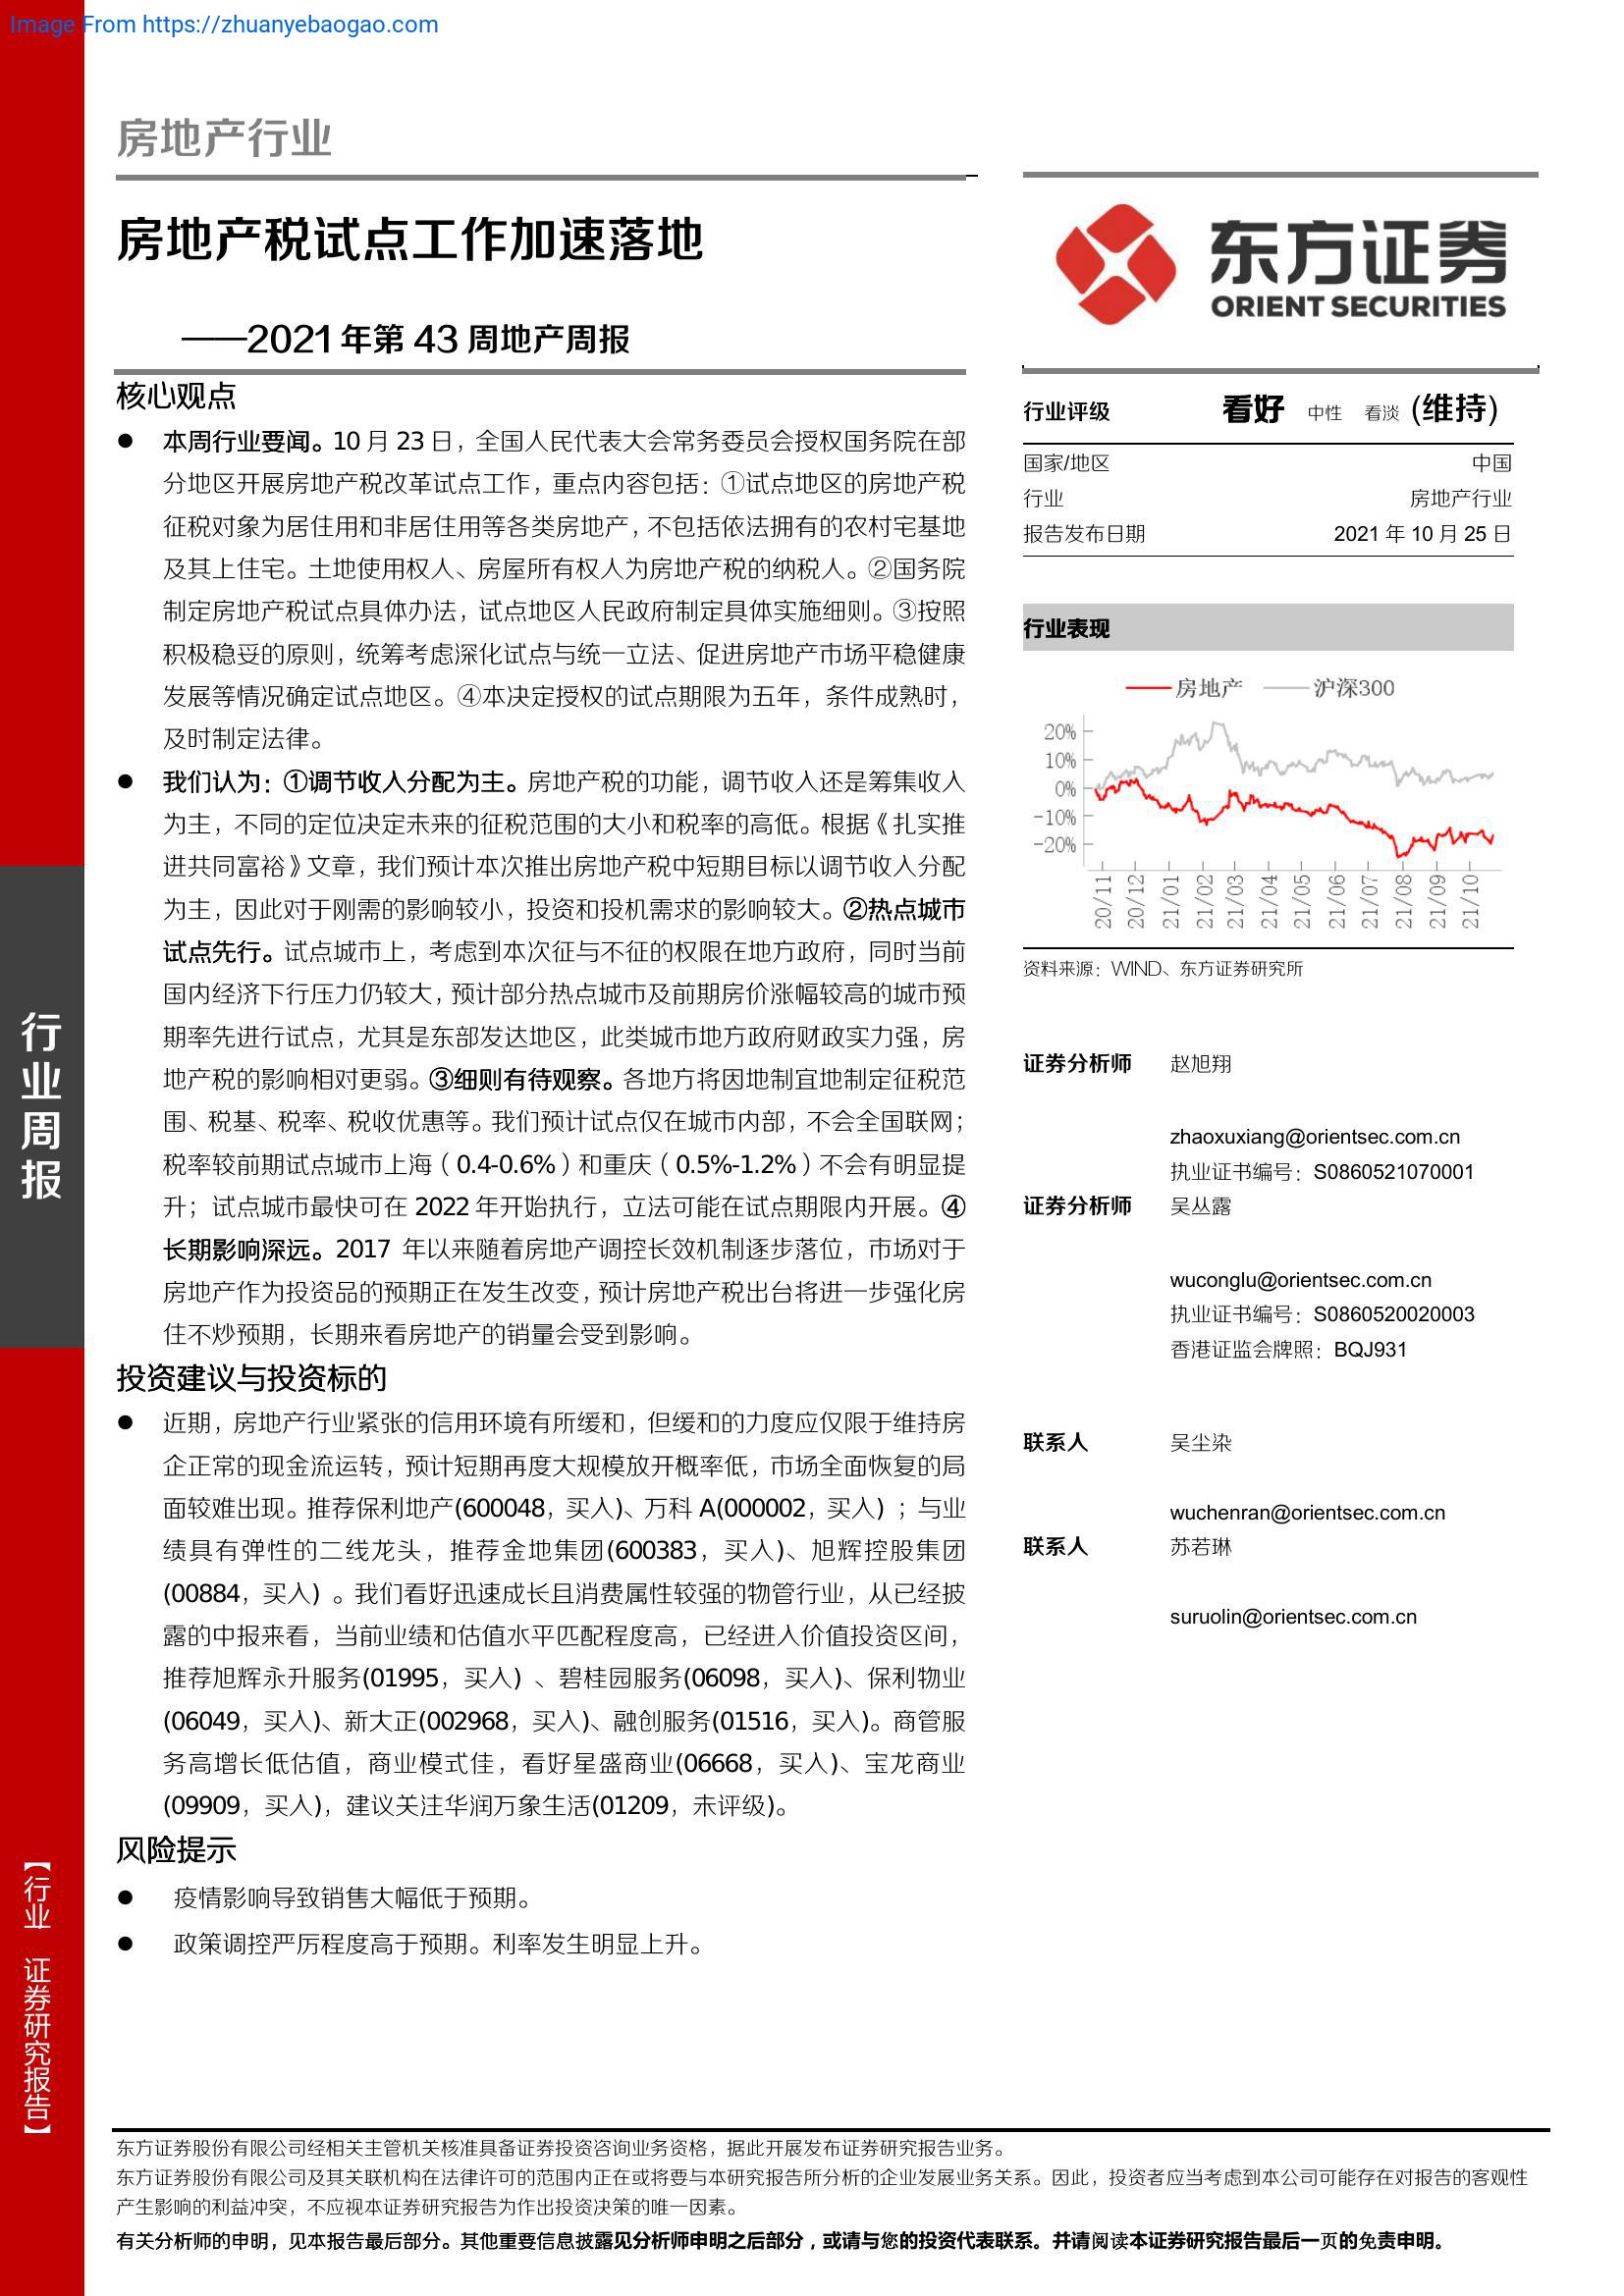 Image From https://zhuanyebaogao.com
房地产行业
房地产税试点工作加速落地
——2021 年第 43 周地产周报
核心观点
● 本周行业要闻。10 月 23 日，全国人民代表大会常务委员会授权国务院在部
分地区开展房地产税改革试点工作，重点内容包括：①试点地区的房地产税
征税对象为居住用和非居住用等各类房地产，不包括依法拥有的农村宅基地
及其上住宅。土地使用权人、房屋所有权人为房地产税的纳税人。②国务院
制定房地产税试点具体办法，试点地区人民政府制定具体实施细则。③按照
积极稳妥的原则，统筹考虑深化试点与统一立法、促进房地产市场平稳健康
发展等情况确定试点地区。④本决定授权的试点期限为五年，条件成熟时，
及时制定法律。
● 我们认为：①调节收入分配为主。房地产税的功能，调节收入还是筹集收入
为主，不同的定位决定未来的征税范围的大小和税率的高低。根据《扎实推
进共同富裕》文章，我们预计本次推出房地产税中短期目标以调节收入分配
为主，因此对于刚需的影响较小，投资和投机需求的影响较大。②热点城市
试点先行。试点城市上，考虑到本次征与不征的权限在地方政府，同时当前
国内经济下行压力仍较大，预计部分热点城市及前期房价涨幅较高的城市预
期率先进行试点，尤其是东部发达地区，此类城市地方政府财政实力强，房
地产税的影响相对更弱。③细则有待观察。各地方将因地制宜地制定征税范
围、税基、税率、税收优惠等。我们预计试点仅在城市内部，不会全国联网；
税率较前期试点城市上海（0.4-0.6%）和重庆（0.5%-1.2%）不会有明显提
升；试点城市最快可在 2022 年开始执行，立法可能在试点期限内开展。④
长期影响深远。2017 年以来随着房地产调控长效机制逐步落位，市场对于
房地产作为投资品的预期正在发生改变，预计房地产税出台将进一步强化房
住不炒预期，长期来看房地产的销量会受到影响。
投资建议与投资标的
● 近期，房地产行业紧张的信用环境有所缓和，但缓和的力度应仅限于维持房
企正常的现金流运转，预计短期再度大规模放开概率低，市场全面恢复的局
面较难出现。推荐保利地产(600048，买入)、万科 A(000002，买入) ；与业
绩具有弹性的二线龙头，推荐金地集团(600383，买入)、旭辉控股集团
(00884，买入) 。我们看好迅速成长且消费属性较强的物管行业，从已经披
露的中报来看，当前业绩和估值水平匹配程度高，已经进入价值投资区间，
推荐旭辉永升服务(01995，买入) 、碧桂园服务(06098，买入)、保利物业
(06049，买入)、新大正(002968，买入)、融创服务(01516，买入)。商管服
务高增长低估值，商业模式佳，看好星盛商业(06668，买入)、宝龙商业
(09909，买入)，建议关注华润万象生活(01209，未评级)。
风险提示
● 疫情影响导致销售大幅低于预期。
● 政策调控严厉程度高于预期。利率发生明显上升。
东方证券
ORIENT SECURITIES
行业评级 看好 中性 看淡 (维持)
国家/地区 中国
行业 房地产行业
报告发布日期 2021 年 10 月 25 日
行业表现
房地产 沪深300
20%
10%
0%
-10%
-20%
20/11 20/12 21/01 21/02 21/03 21/04 21/05 21/06 21/07 21/08 21/09 21/10
资料来源：WIND、东方证券研究所
证券分析师 赵旭翔
zhaoxuxiang@orientsec.com.cn
执业证书编号：S0860521070001
证券分析师 吴丛露
wuconglu@orientsec.com.cn
执业证书编号：S0860520020003
香港证监会牌照：BQJ931
联系人 吴尘染
wuchenran@orientsec.com.cn
联系人 苏若琳
suruolin@orientsec.com.cn
行业周报
【行业 证券研究报告】
东方证券股份有限公司经相关主管机关核准具备证券投资咨询业务资格，据此开展发布证券研究报告业务。
东方证券股份有限公司及其关联机构在法律许可的范围内正在或将要与本研究报告所分析的企业发展业务关系。因此，投资者应当考虑到本公司可能存在对报告的客观性
产生影响的利益冲突，不应视本证券研究报告为作出投资决策的唯一因素。
有关分析师的申明，见本报告最后部分。其他重要信息披露见分析师申明之后部分，或请与您的投资代表联系。并请阅读本证券研究报告最后一页的免责申明。